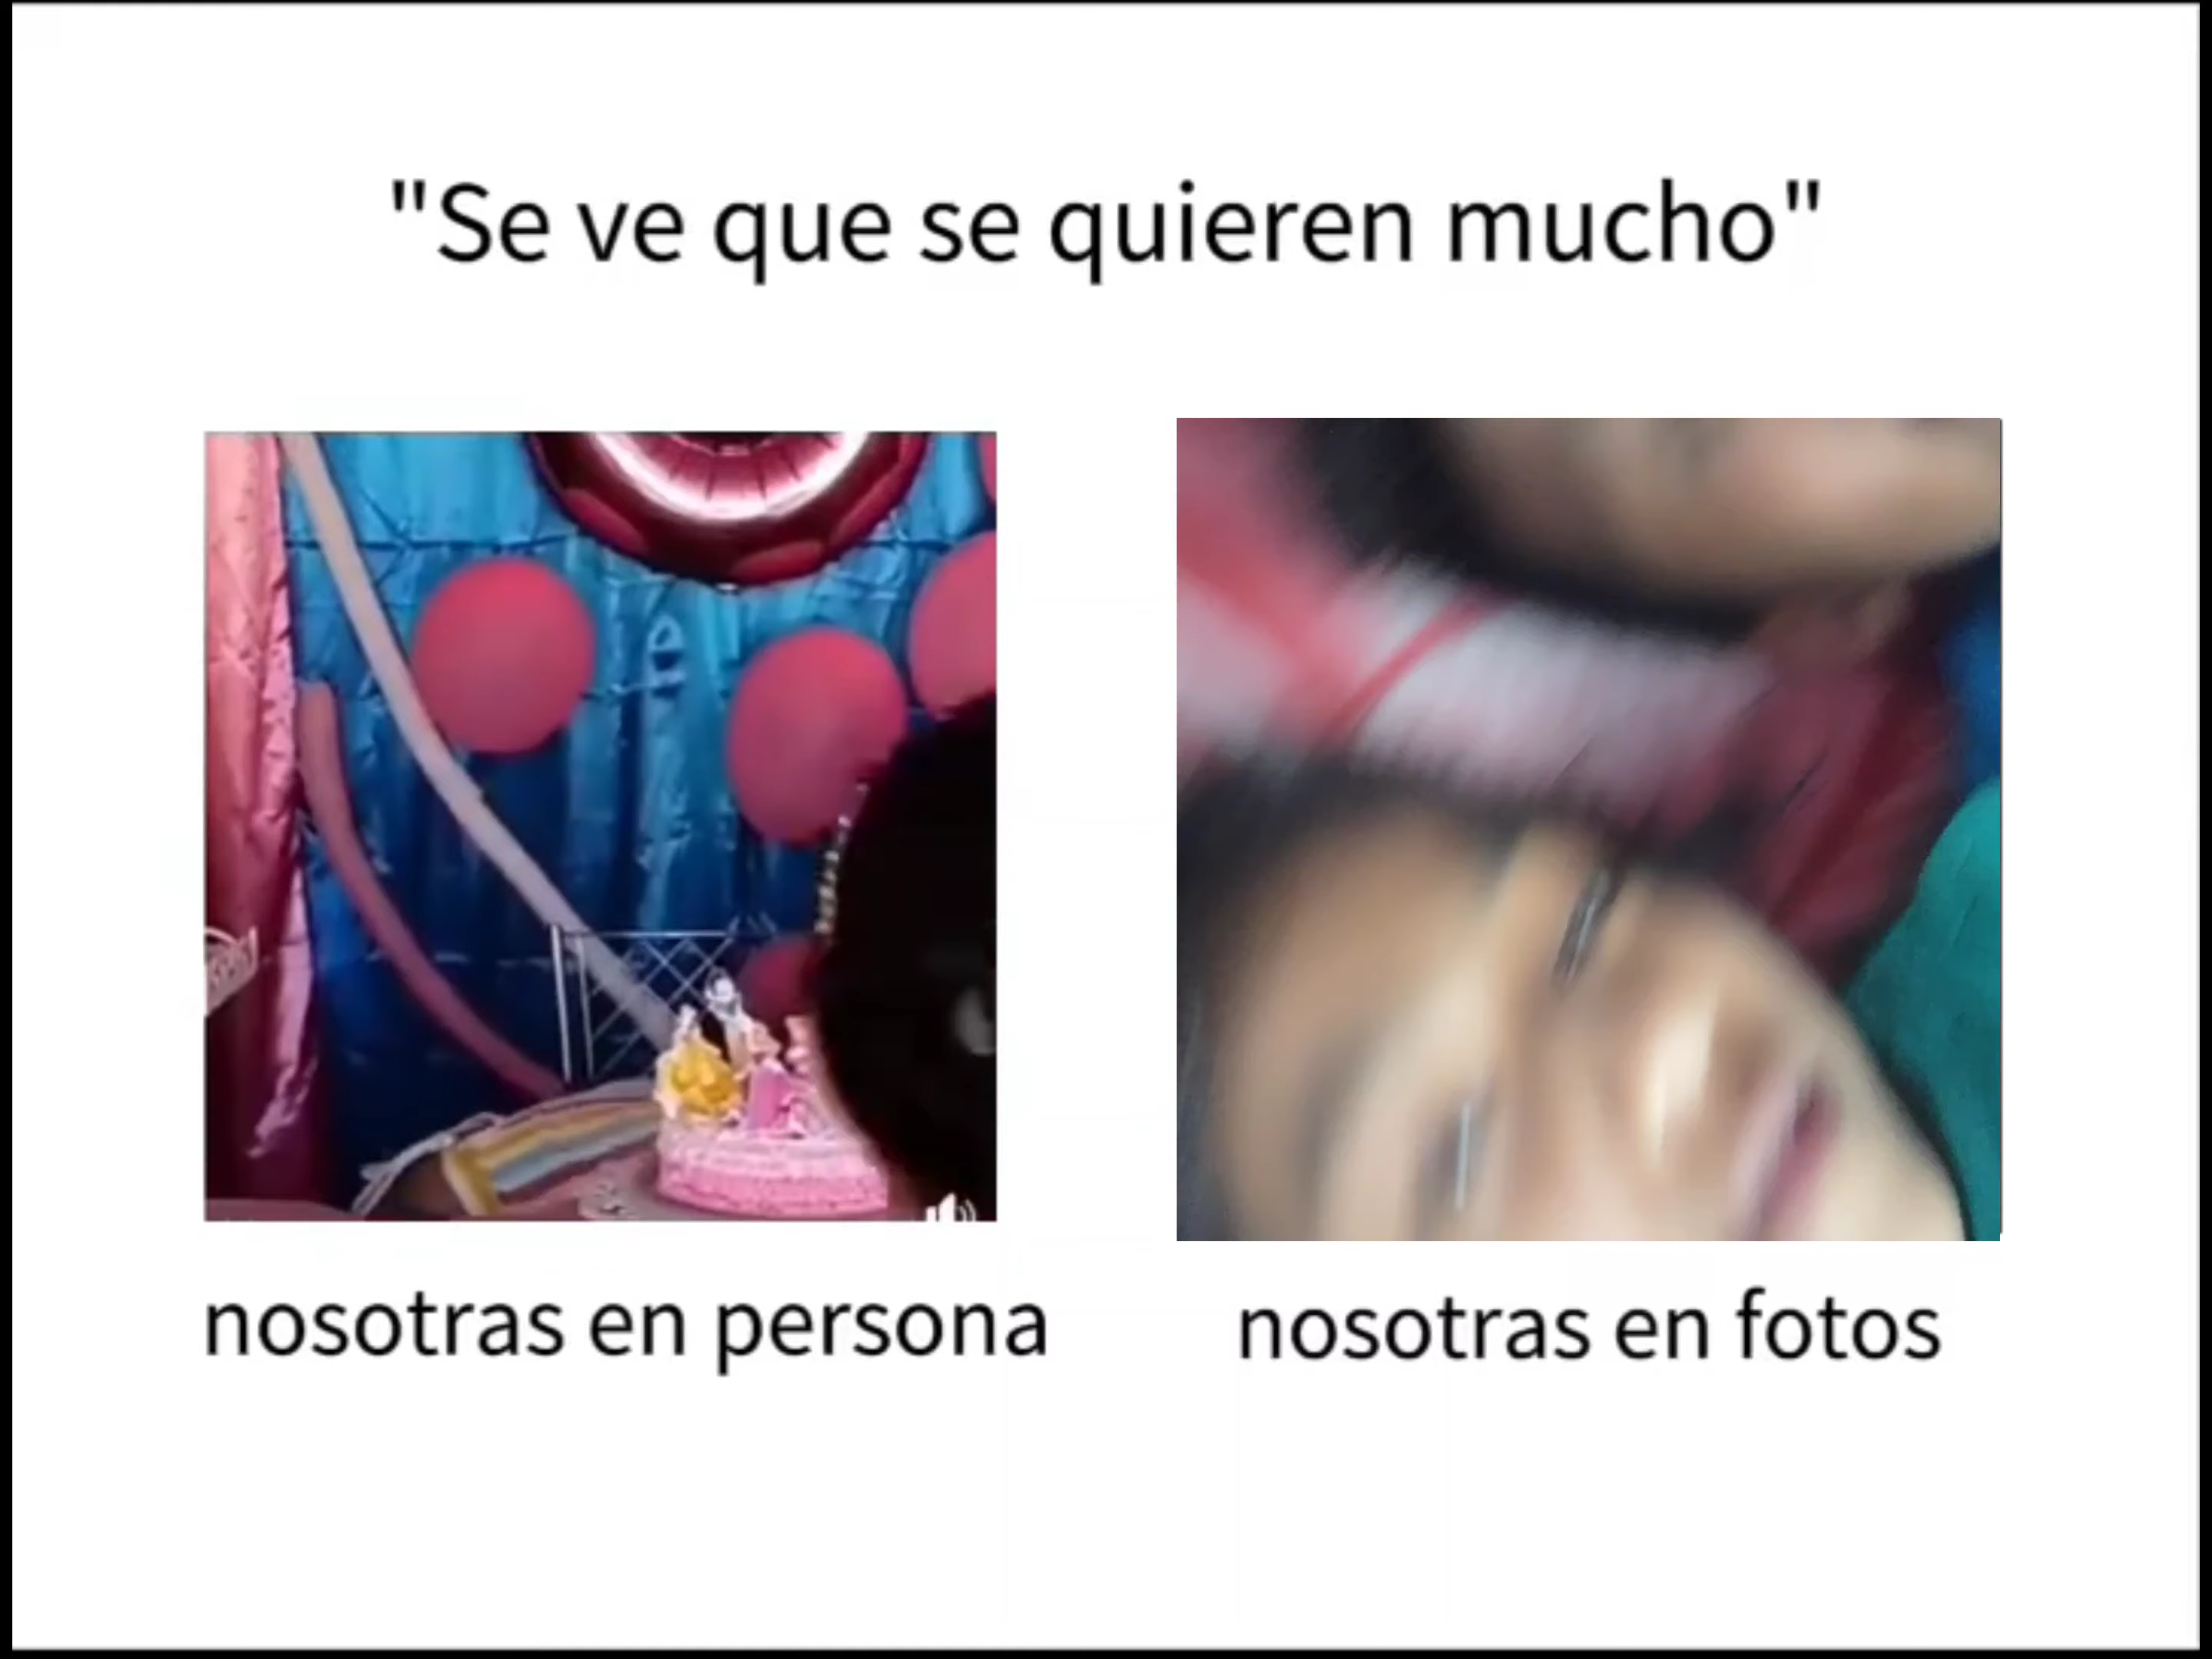 "Se ve que se quieren mucho"
nosotras en persona
nosotras en fotos